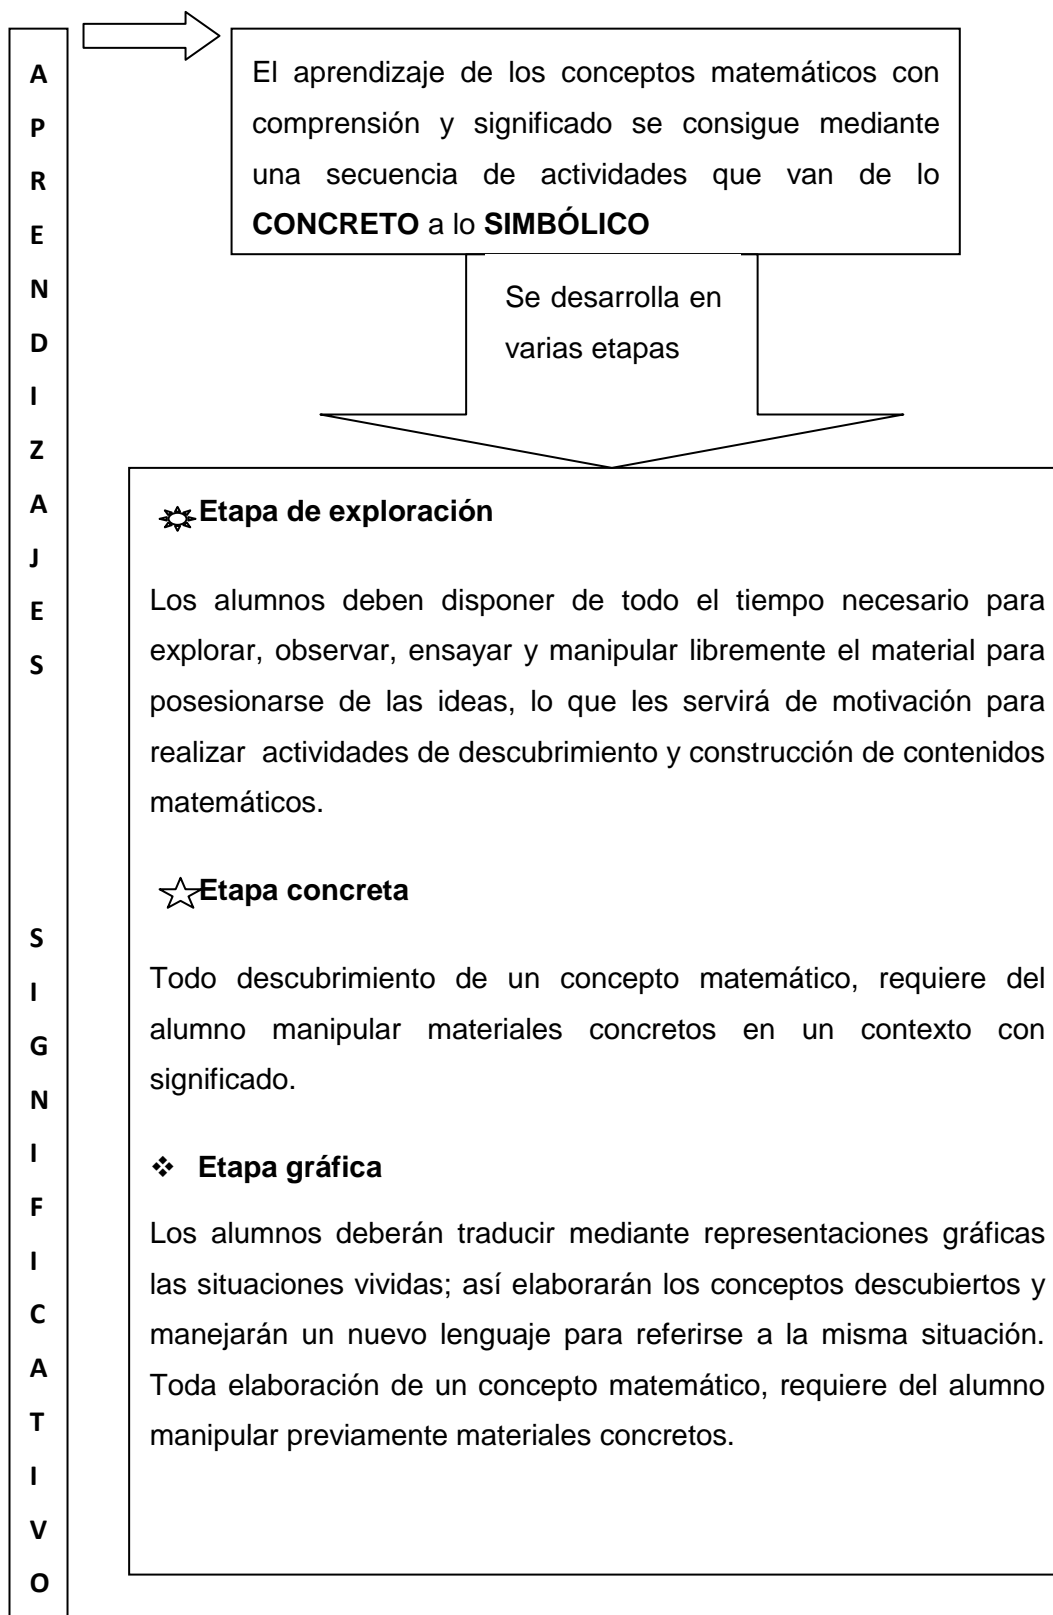 APRENDIZAJES SIGNIFICATIVO
El aprendizaje de los conceptos matemáticos con
comprensión y significado se consigue mediante
una secuencia de actividades que van de lo
CONCRETO a lo SIMBÓLICO
Se desarrolla en
varias etapas
Etapa de exploración
Los alumnos deben disponer de todo el tiempo necesario para
explorar, observar, ensayar y manipular libremente el material para
posesionarse de las ideas, lo que les servirá de motivación para
realizar actividades de descubrimiento y construcción de contenidos
matemáticos.
Etapa concreta
Todo descubrimiento de un concepto matemático, requiere del
alumno manipular materiales concretos en un contexto con
significado.
Etapa gráfica
Los alumnos deberán traducir mediante representaciones gráficas
las situaciones vividas; así elaborarán los conceptos descubiertos y
manejarán un nuevo lenguaje para referirse a la misma situación.
Toda elaboración de un concepto matemático, requiere del alumno
manipular previamente materiales concretos.